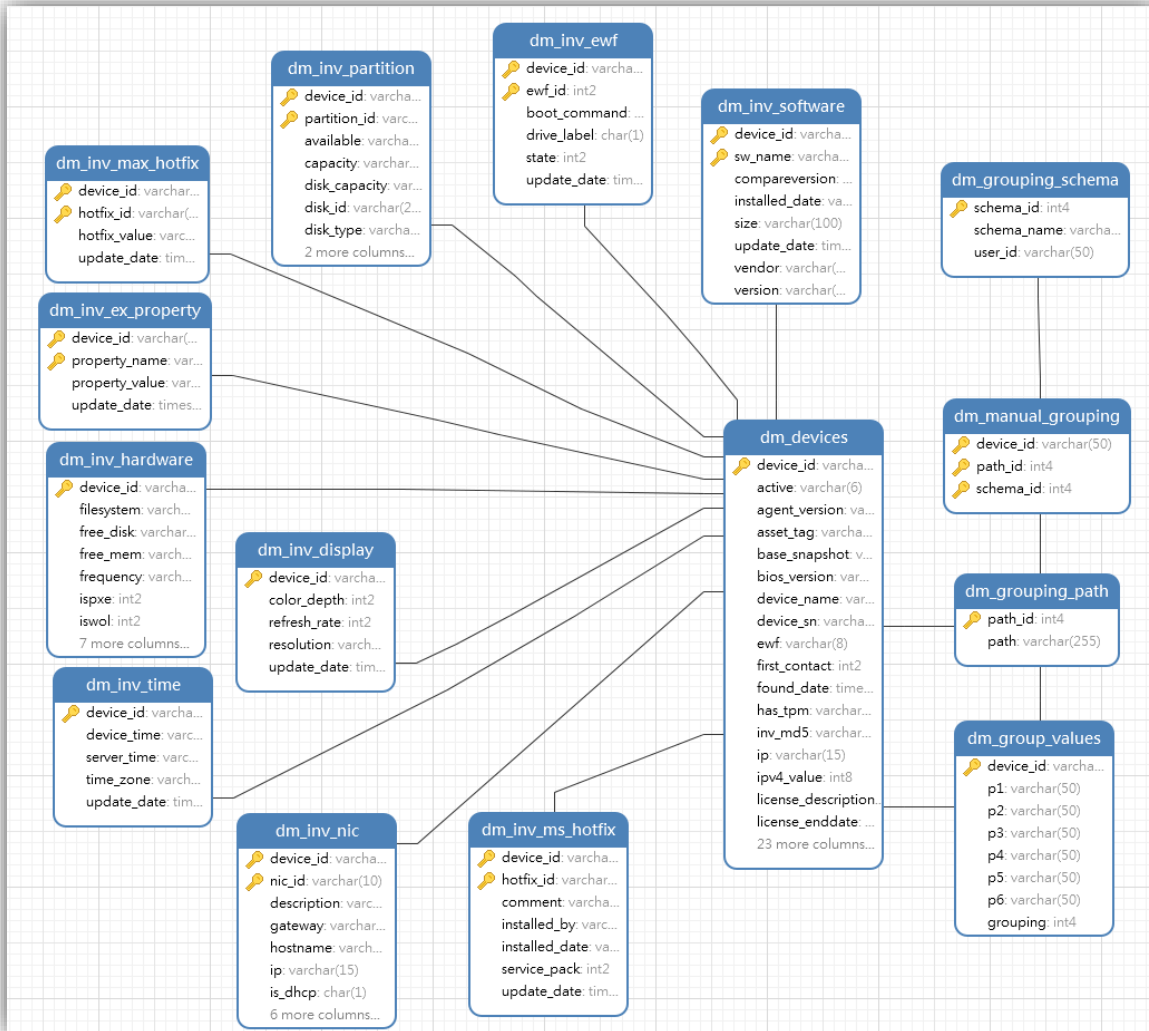 dm_inv_ewf
device_id: varcha...
ewf_id: int2
boot_command: ...
drive_label: char(1)
state: int2
update_date: tim...
dm_inv_partition
device_id: varcha...
partition_id: varc...
available: varcha...
capacity: varchar...
disk_capacity: var...
disk_id: varchar(2...
disk_type: varcha...
2 more columns...
dm_inv_software
device_id: varcha...
sw_name: varcha...
compareversion: ...
installed_date: va...
size: varchar(100)
update_date: tim...
vendor: varchar(...
version: varchar(...
dm_inv_max_hotfix
device_id: varchar...
hotfix_id: varchar(...
hotfix_value: varc...
update_date: tim...
dm_grouping_schema
schema_id: int4
schema_name: varcha...
user_id: varchar(50)
dm_inv_ex_property
device_id: varchar(...
property_name: var...
property_value: var...
update_date: times...
dm_manual_grouping
device_id: varchar(50)
path_id: int4
schema_id: int4
dm_devices
device_id: varcha...
active: varchar(6)
agent_version: va...
asset_tag: varcha...
base_snapshot: v...
bios_version: var...
device_name: var...
device_sn: varcha...
ewf: varchar(8)
first_contact: int2
found_date: time...
has_tpm: varchar...
inv_md5: varchar...
ip: varchar(15)
ipv4_value: int8
license_description...
license_enddate: ...
23 more columns...
dm_inv_hardware
device_id: varcha...
filesystem: varch...
free_disk: varchar...
free_mem: varch...
frequency: varch...
ispxe: int2
iswol: int2
7 more columns...
dm_inv_display
device_id: varcha...
color_depth: int2
refresh_rate: int2
resolution: varch...
update_date: tim...
dm_grouping_path
path_id: int4
path: varchar(255)
dm_inv_time
device_id: varcha...
device_time: varc...
server_time: varc...
time_zone: varch...
update_date: tim...
dm_group_values
device_id: varcha...
p1: varchar(50)
p2: varchar(50)
p3: varchar(50)
p4: varchar(50)
p5: varchar(50)
p6: varchar(50)
grouping: int4
dm_inv_nic
device_id: varcha...
nic_id: varchar(10)
description: varc...
gateway: varchar...
hostname: varch...
ip: varchar(15)
is_dhcp: char(1)
6 more columns...
dm_inv_ms_hotfix
device_id: varcha...
hotfix_id: varchar...
comment: varcha...
installed_by: varc...
installed_date: va...
service_pack: int2
update_date: tim...